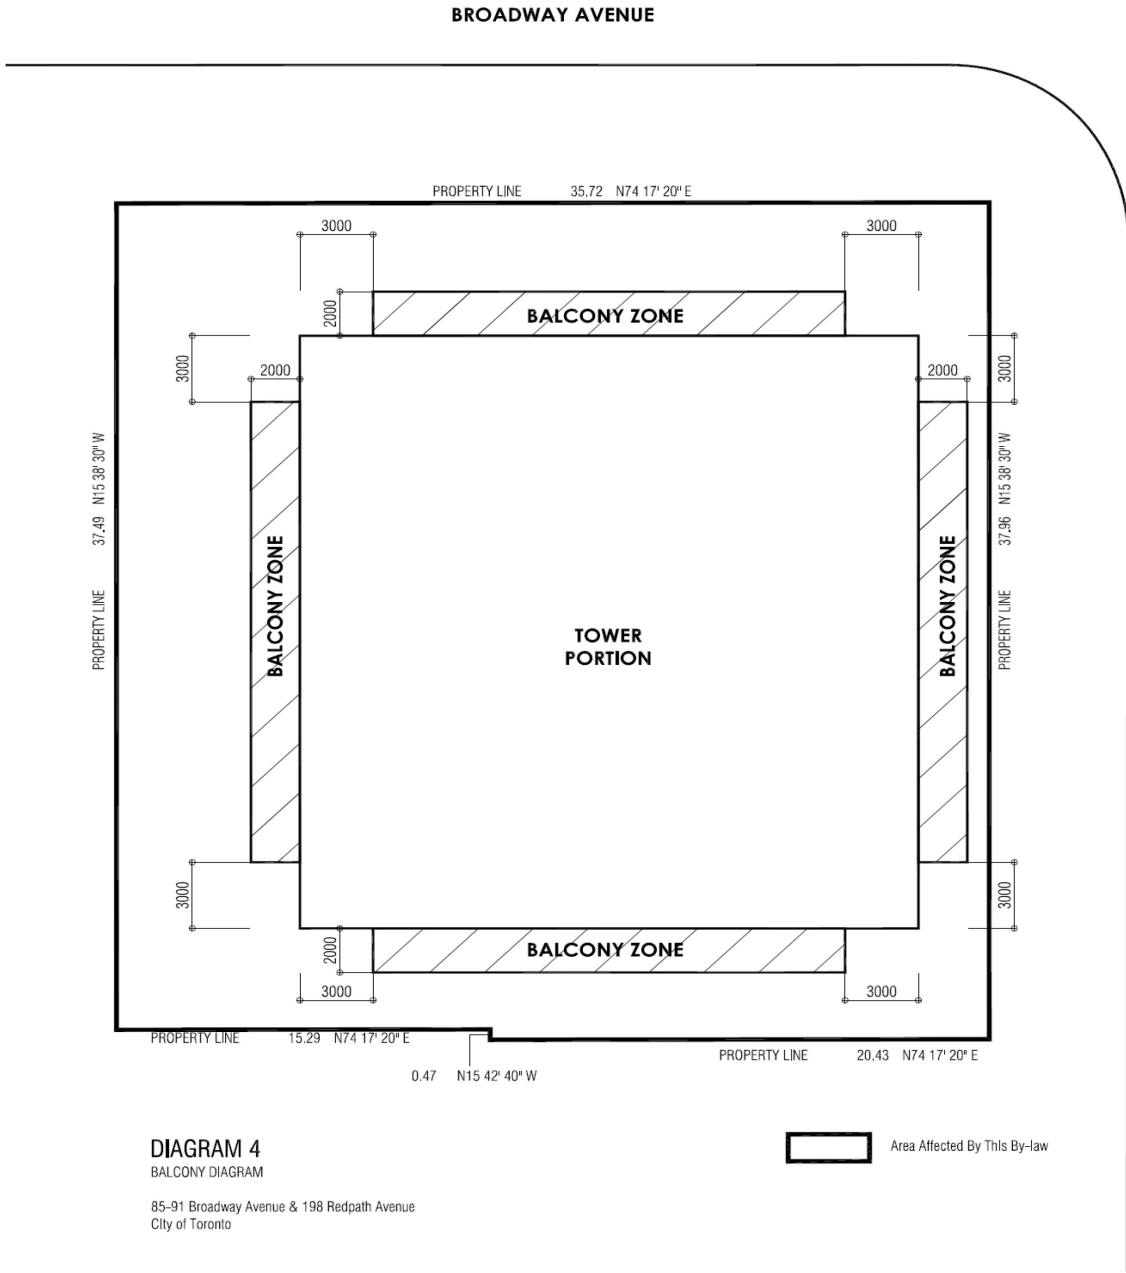 BROADWAY AVENUE
PROPERTY LINE 35.72 N74 17' 20" E
3000
3000
2000
BALCONY ZONE
3000
2000
2000
3000
37.49 N15 38' 30" W
PROPERTY LINE
BALCONY ZONE
TOWER
PORTION
BALCONY ZONE
37.96 N15 38' 30" W
PROPERTY LINE
3000
3000
2000
BALCONY ZONE
3000
3000
PROPERTY LINE 15.29 N74 17' 20" E
PROPERTY LINE 20.43 N74 17' 20" E
0.47 N15 42' 40" W
DIAGRAM 4
BALCONY DIAGRAM
Area Affected By This By-law
85-91 Broadway Avenue & 198 Redpath Avenue
City of Toronto